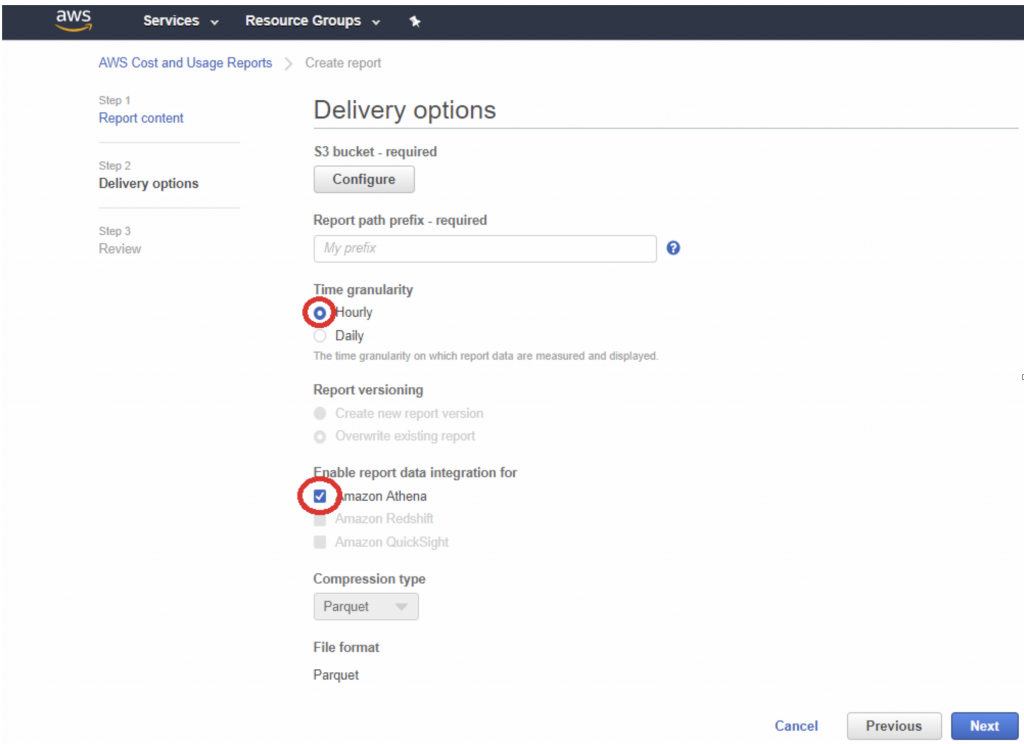 aws Services Resource Groups
AWS Cost and Usage Reports Create report
Step 1
Report content
Step 2
Delivery options
Step 3
Review
Delivery options
S3 bucket - required
Configure
Report path prefix - required
My prefix ?
Time granularity
Hourly
Daily
The time granularity on which report data are measured and displayed.
Report versioning
Create new report version
Overwrite existing report
Enable report data integration for
Amazon Athena
Amazon Redshift
Amazon QuickSight
Compression type
Parquet
File format
Parquet
Cancel Previous Next